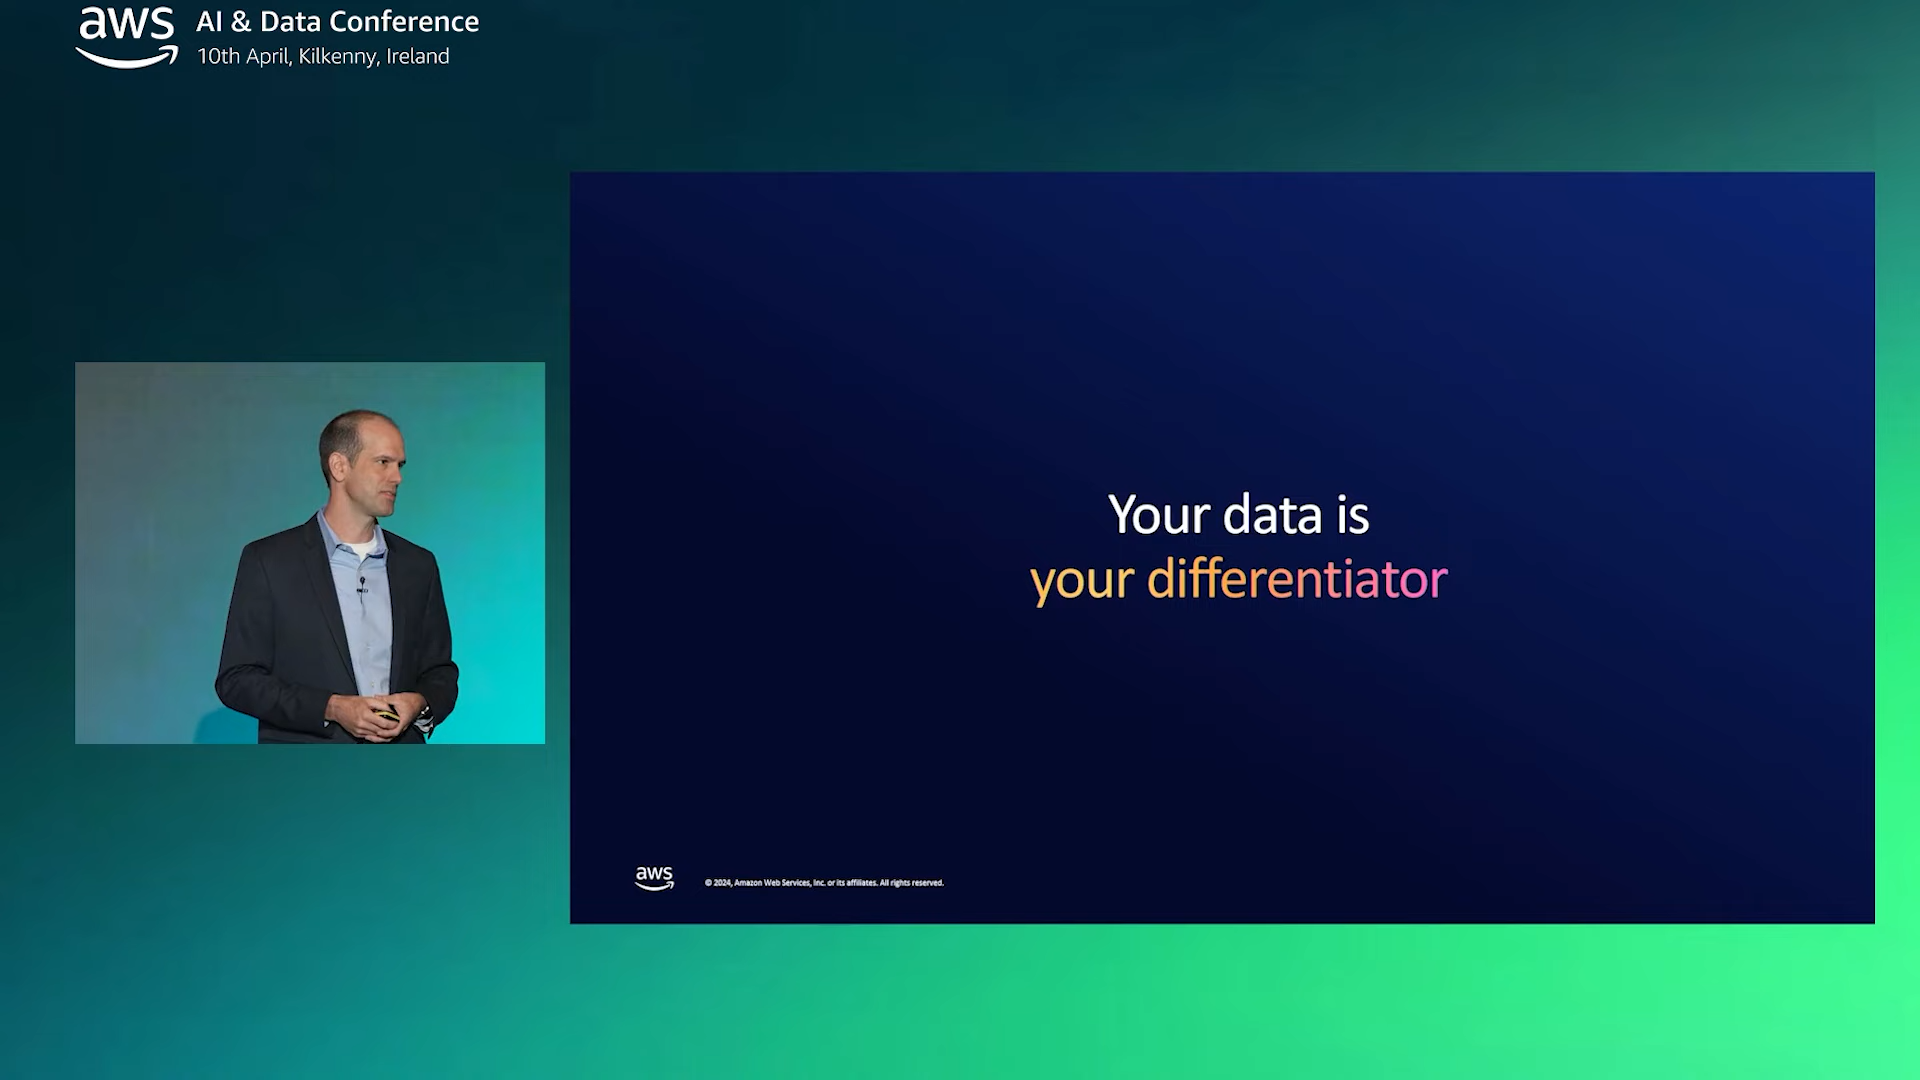 aws
AI & Data Conference
10th April, Kilkenny, Ireland
Your data is
your differentiator
aws
© 2024, Amazon Web Services, Inc. or its affiliates. All rights reserved.